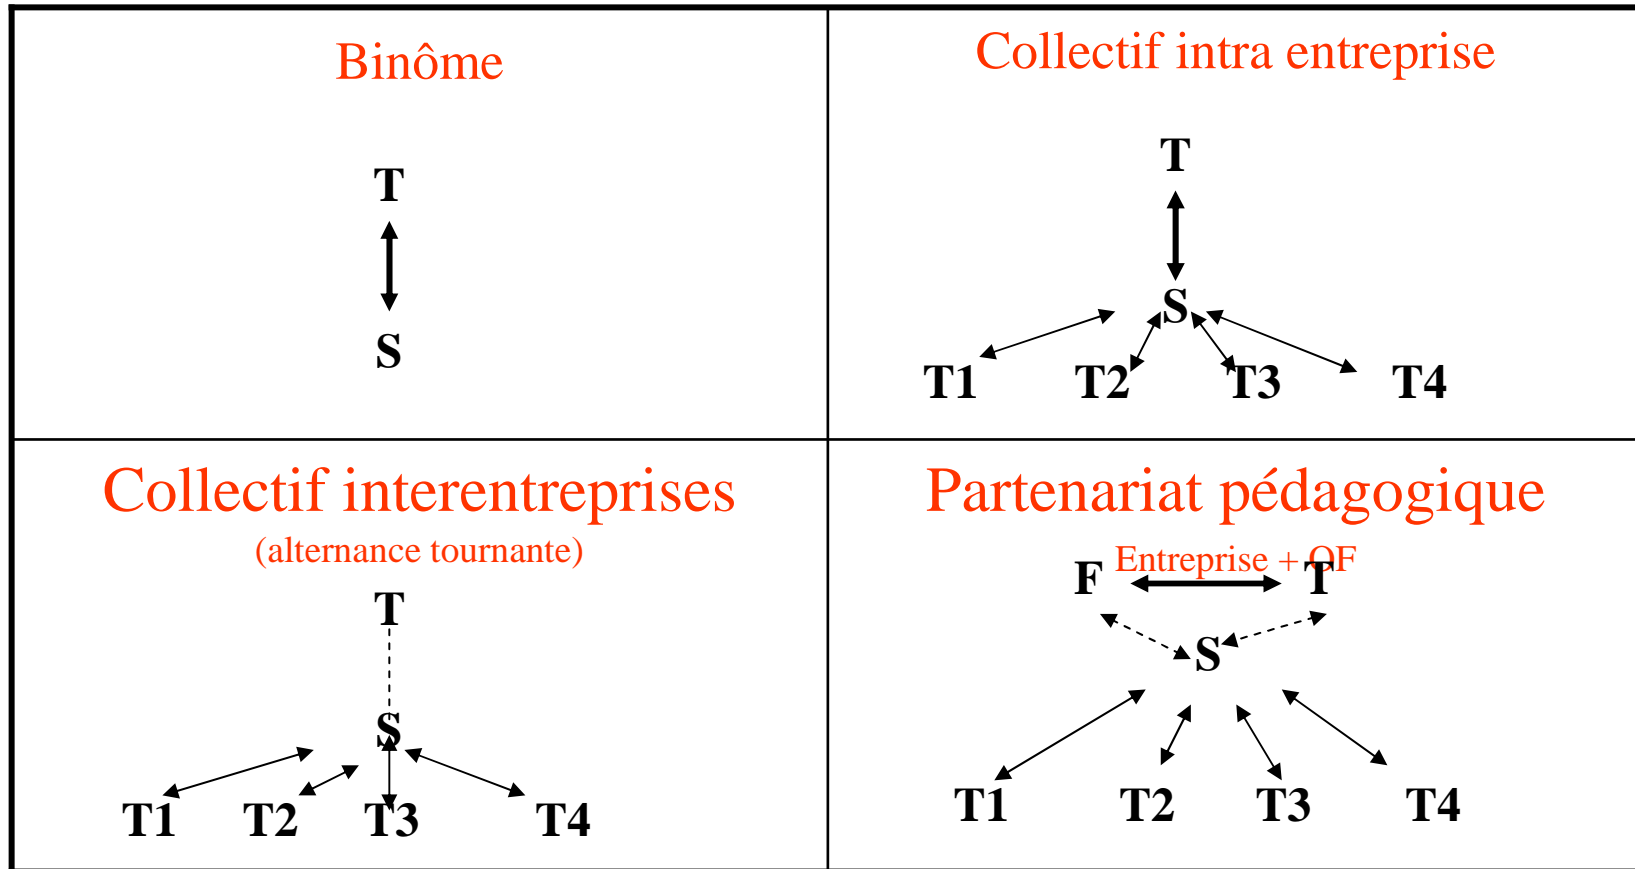 Binôme
T
S
Collectif intra entreprise
T
S
T1 T2 T3 T4
Collectif interentreprises
(alternance tournante)
T
S
T1 T2 T3 T4
Partenariat pédagogique
Entreprise + OF
F T
S
T1 T2 T3 T4